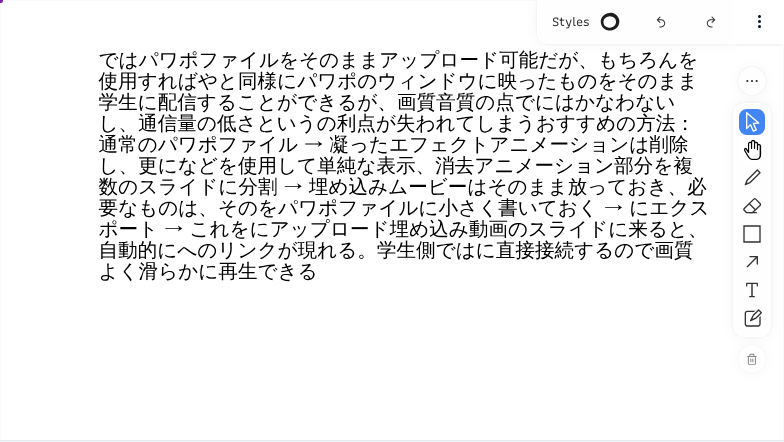 Styles
ではパワポファイルをそのままアップロード可能だが、もちろんを
使用すればやと同様にパワポのウィンドウに映ったものをそのまま
学生に配信することができるが、画質音質の点でにはかなわない
し、通信量の低さというの利点が失われてしまうおすすめの方法：
通常のパワポファイル → 凝ったエフェクトアニメーションは削除
し、更になどを使用して単純な表示、消去アニメーション部分を複
数のスライドに分割 → 埋め込みムービーはそのまま放っておき、必
要なものは、そのをパワポファイルに小さく書いておく → にエクス
ポート → これをにアップロード埋め込み動画のスライドに来ると、
自動的にへのリンクが現れる。学生側ではに直接接続するので画質
よく滑らかに再生できる